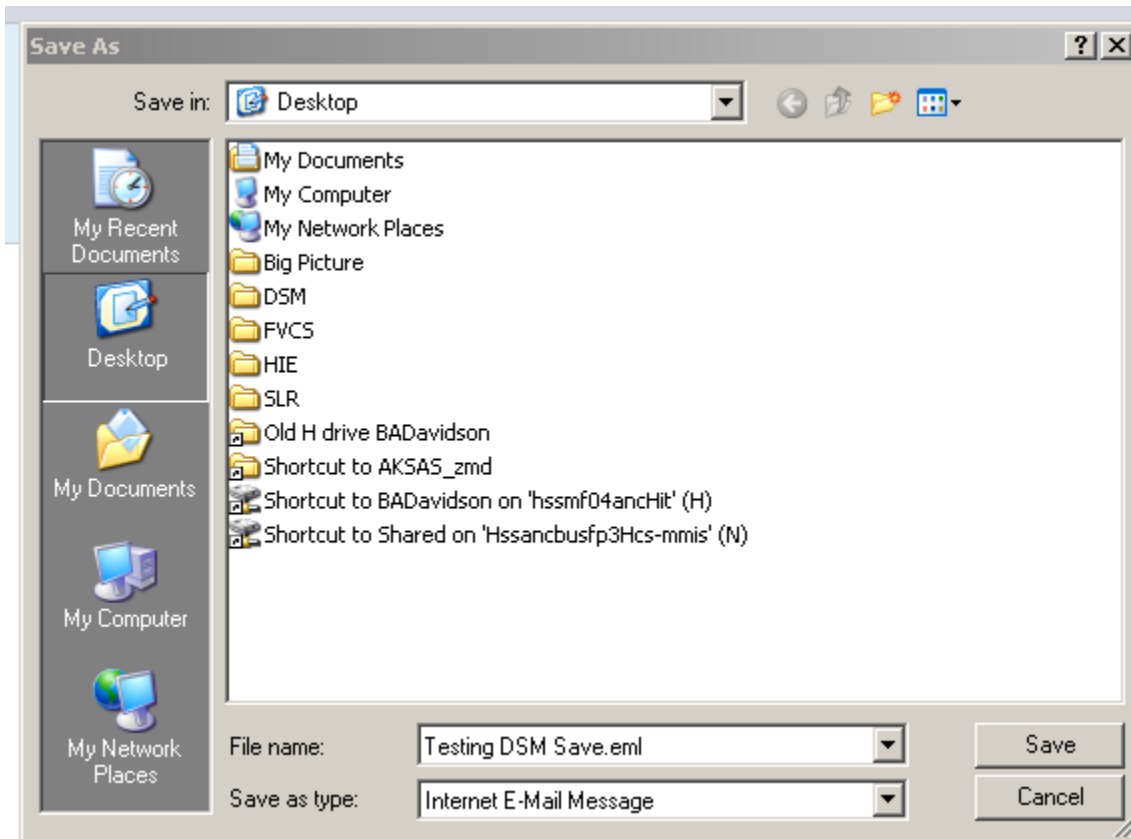 Save As
Save in:
Desktop
My Recent
Documents
Desktop
My Documents
My Computer
My Network
Places
My Documents
My Computer
My Network Places
Big Picture
DSM
FVCS
HIE
SLR
Old H drive BADavidson
Shortcut to AKSAS_zmd
Shortcut to BADavidson on 'hssmf04ancHit' (H)
Shortcut to Shared on 'Hssancbusfp3Hcs-mmis' (N)
File name:
Testing DSM Save.eml
Save
Save as type:
Internet E-Mail Message
Cancel